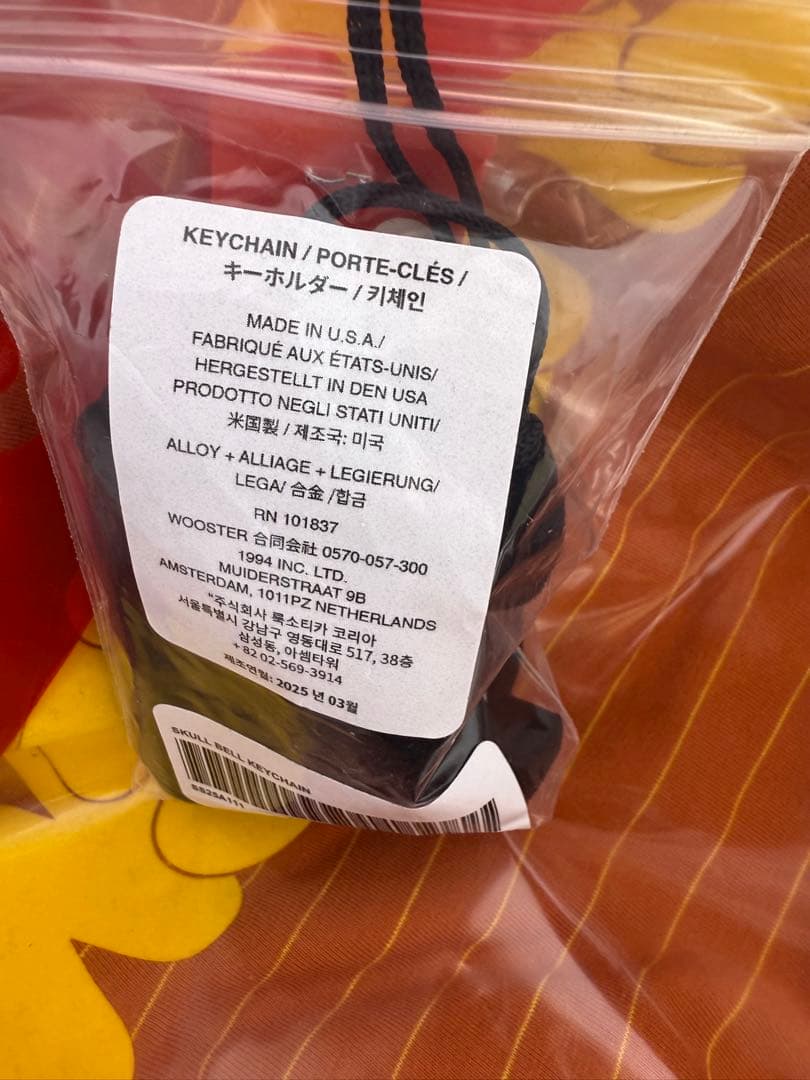 KEYCHAIN / PORTE-CLÉS /
キーホルダー / 키체인
MADE IN U.S.A./
FABRIQUÉ AUX ÉTATS-UNIS/
HERGESTELLT IN DEN USA
PRODOTTO NEGLI STATI UNITI/
米国製 / 제조국: 미국
ALLOY + ALLIAGE + LEGIERUNG/
LEGA/ 合金 /합금
RN 101837
WOOSTER 合同会社 0570-057-300
1994 INC. LTD.
MUIDERSTRAAT 9B
AMSTERDAM, 1011PZ NETHERLANDS
"주식회사 룩소티카 코리아
서울특별시 강남구 영동대로 517, 38층
삼성동, 아셈타워
+ 82 02-569-3914
제조연월: 2025 년 03월
SKULL BELL KEYCHAIN
SS25A111